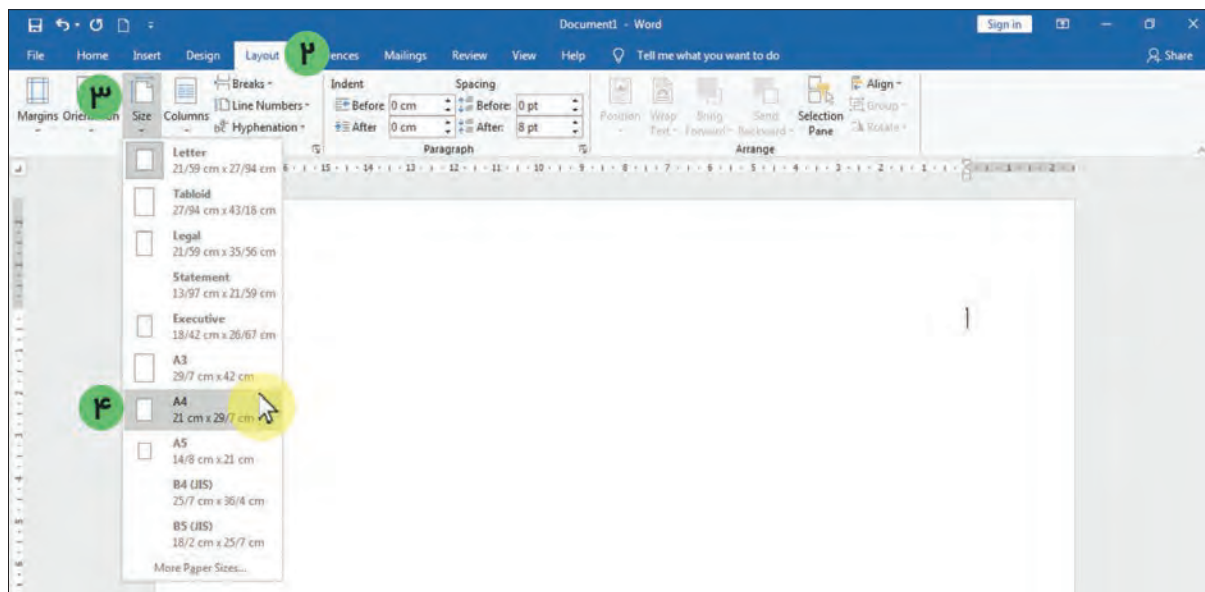 Document1 - Word
Sign in
File Home Insert Design Layout ۲ ences Mailings Review View Help Tell me what you want to do Share
۳
Margins Orientation Size Columns
Breaks
Line Numbers
Hyphenation
Indent Spacing
Before 0 cm Before: 0 pt
After 0 cm After: 8 pt
Paragraph
Position Wrap Text Bring Forward Send Backward Selection Pane
Align
Group
Rotate
Arrange
Letter
21/59 cm x 27/94 cm
Tabloid
27/94 cm x 43/18 cm
Legal
21/59 cm x 35/56 cm
Statement
13/97 cm x 21/59 cm
Executive
18/42 cm x 26/67 cm
A3
29/7 cm x 42 cm
۴
A4
21 cm x 29/7 cm
A5
14/8 cm x 21 cm
B4 (JIS)
25/7 cm x 36/4 cm
B5 (JIS)
18/2 cm x 25/7 cm
More Paper Sizes...